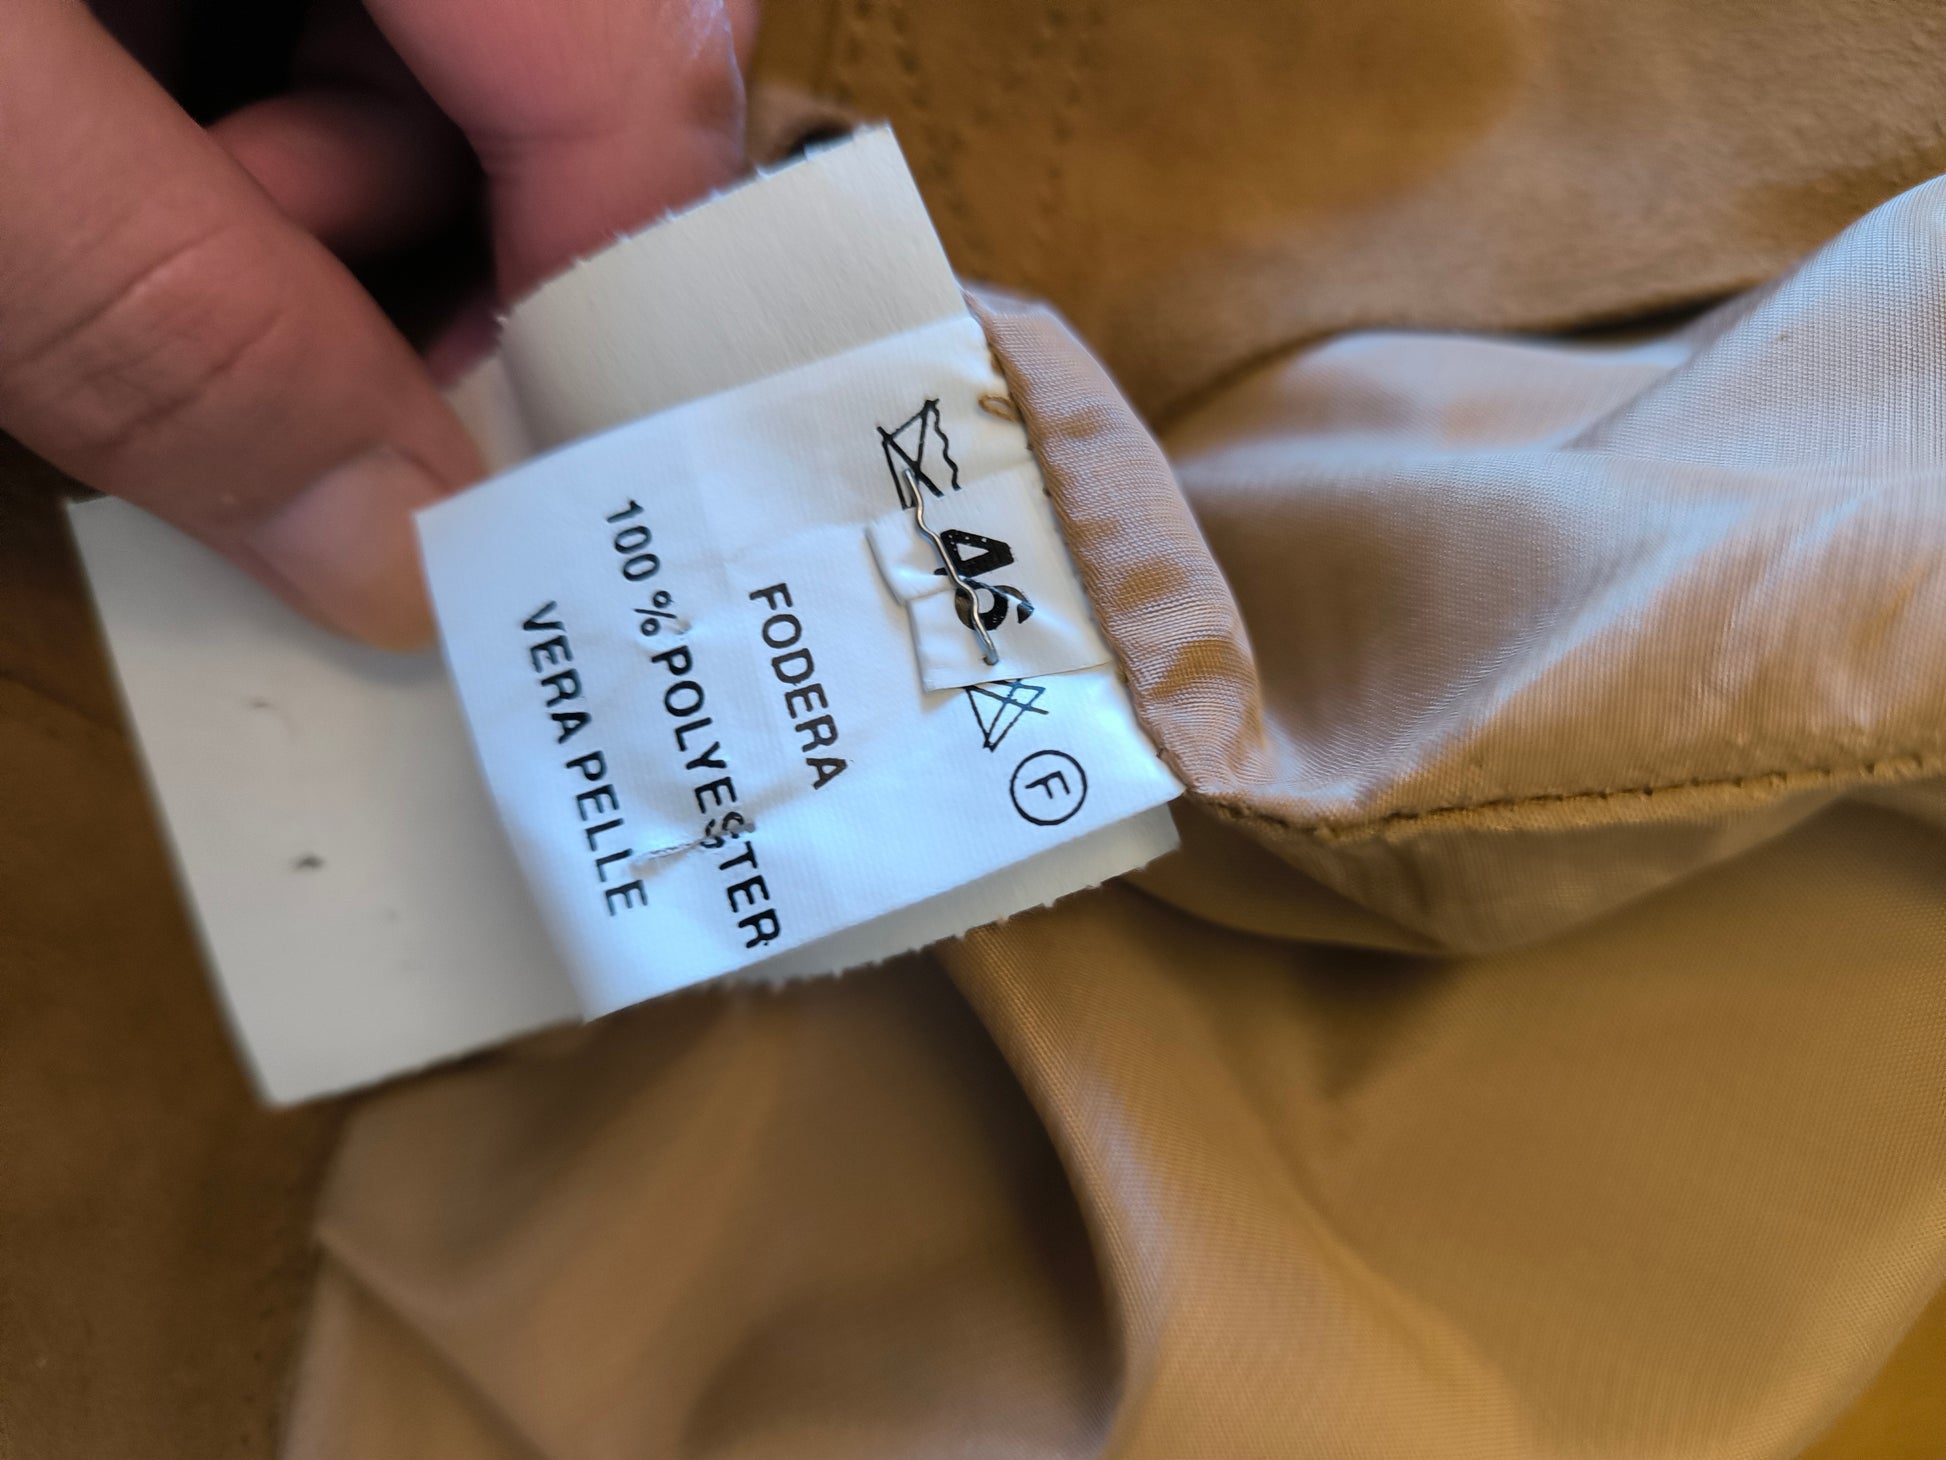 46
F
FODERA
100% POLYESTER
VERA PELLE